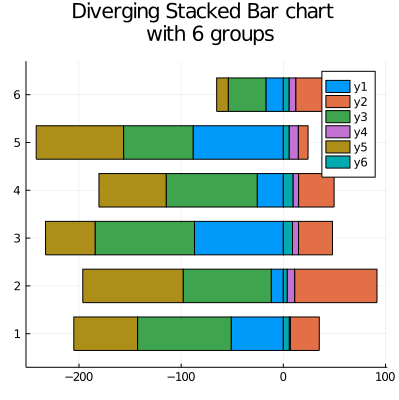 Diverging Stacked Bar chart
with 6 groups
6
5
4
3
2
1
y1
y2
y3
y4
y5
y6
−200
−100
0
100